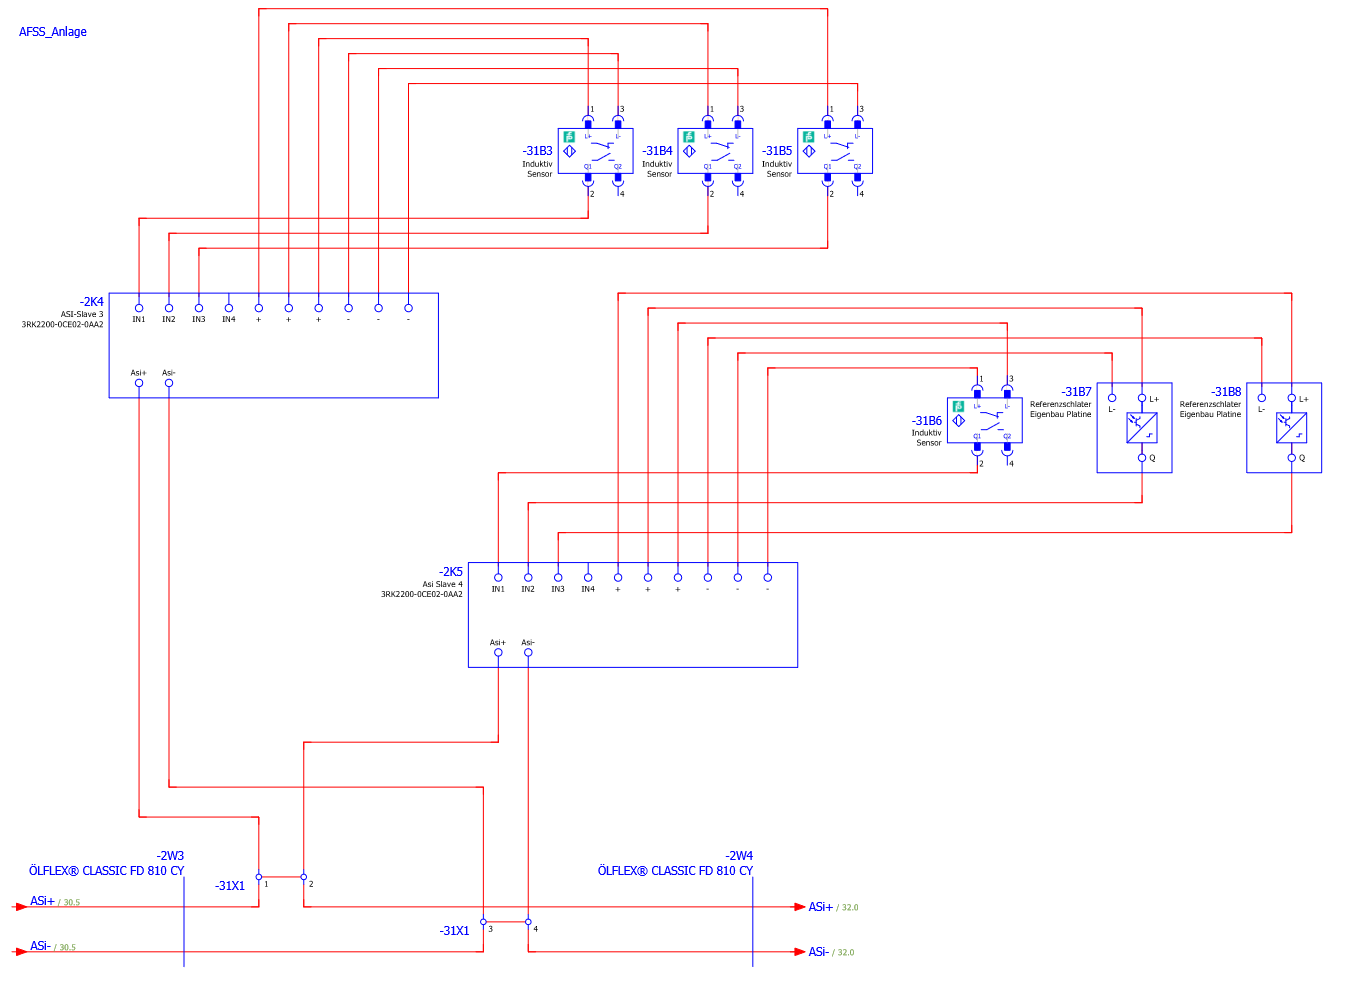 AFSS_Anlage
1 3 1 3 1 3
-31B3 L+ L- -31B4 L+ L- -31B5 L+ L-
Induktiv Q1 Q2 Induktiv Q1 Q2 Induktiv Q1 Q2
Sensor Sensor Sensor
2 4 2 4 2 4
-2K4
ASI-Slave 3
3RK2200-0CE02-0AA2
IN1 IN2 IN3 IN4 + + + - - -
Asi+ Asi-
1 3
-31B6 L+ L-
Induktiv Q1 Q2
Sensor
2 4
-31B7
Referenzschlater
Eigenbau Platine
L- L+
Q
-31B8
Referenzschlater
Eigenbau Platine
L- L+
Q
-2K5
Asi Slave 4
3RK2200-0CE02-0AA2
IN1 IN2 IN3 IN4 + + + - - -
Asi+ Asi-
-2W3
ÖLFLEX® CLASSIC FD 810 CY
-2W4
ÖLFLEX® CLASSIC FD 810 CY
-31X1 1 2
ASi+ / 30.5
ASi+ / 32.0
-31X1 3 4
ASi- / 30.5
ASi- / 32.0